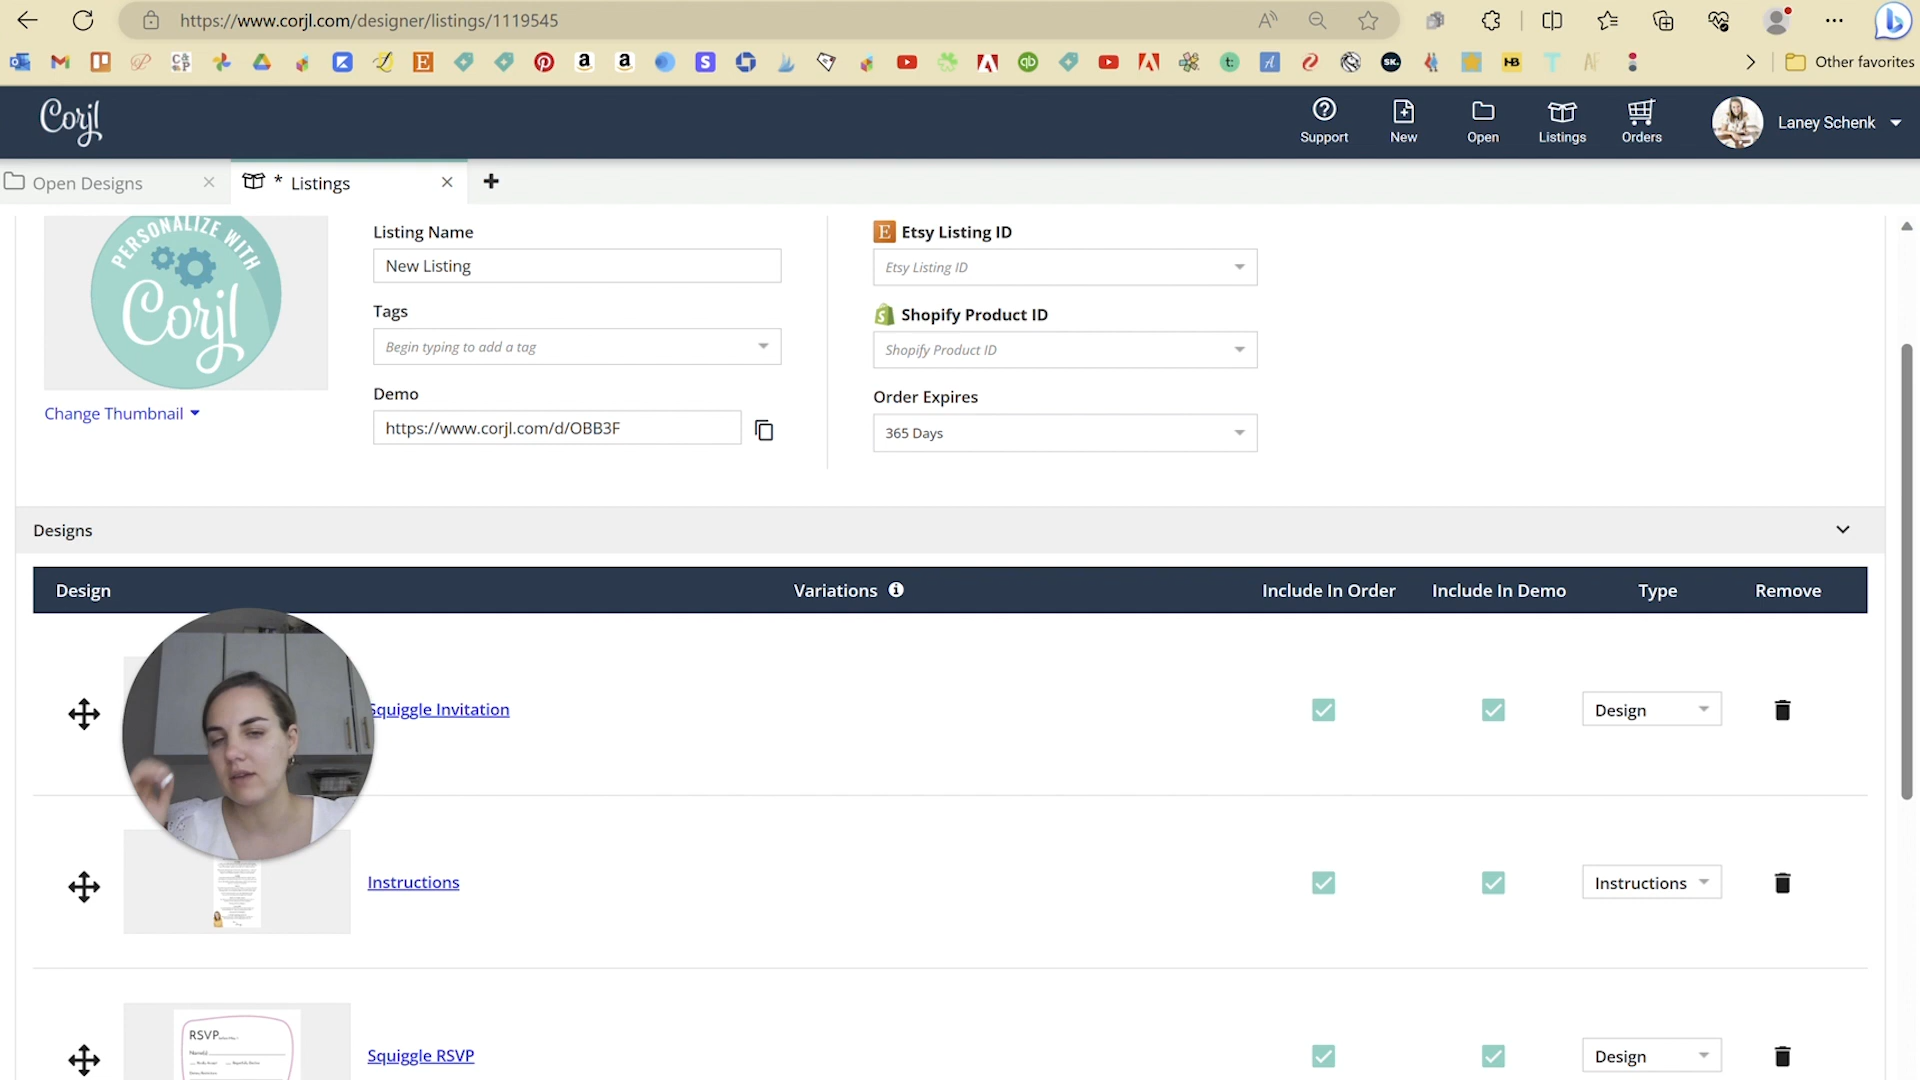 https://www.corjl.com/designer/listings/1119545
Other favorites
Corjl
Support
New
Open
Listings
Orders
Laney Schenk
Open Designs
* Listings
PERSONALIZE WITH
Corjl
Change Thumbnail
Listing Name
New Listing
Tags
Begin typing to add a tag
Demo
https://www.corjl.com/d/OBB3F
Etsy Listing ID
Etsy Listing ID
Shopify Product ID
Shopify Product ID
Order Expires
365 Days
Designs
Design
Variations
Include In Order
Include In Demo
Type
Remove
Squiggle Invitation
Design
Instructions
Instructions
RSVP
Squiggle RSVP
Design